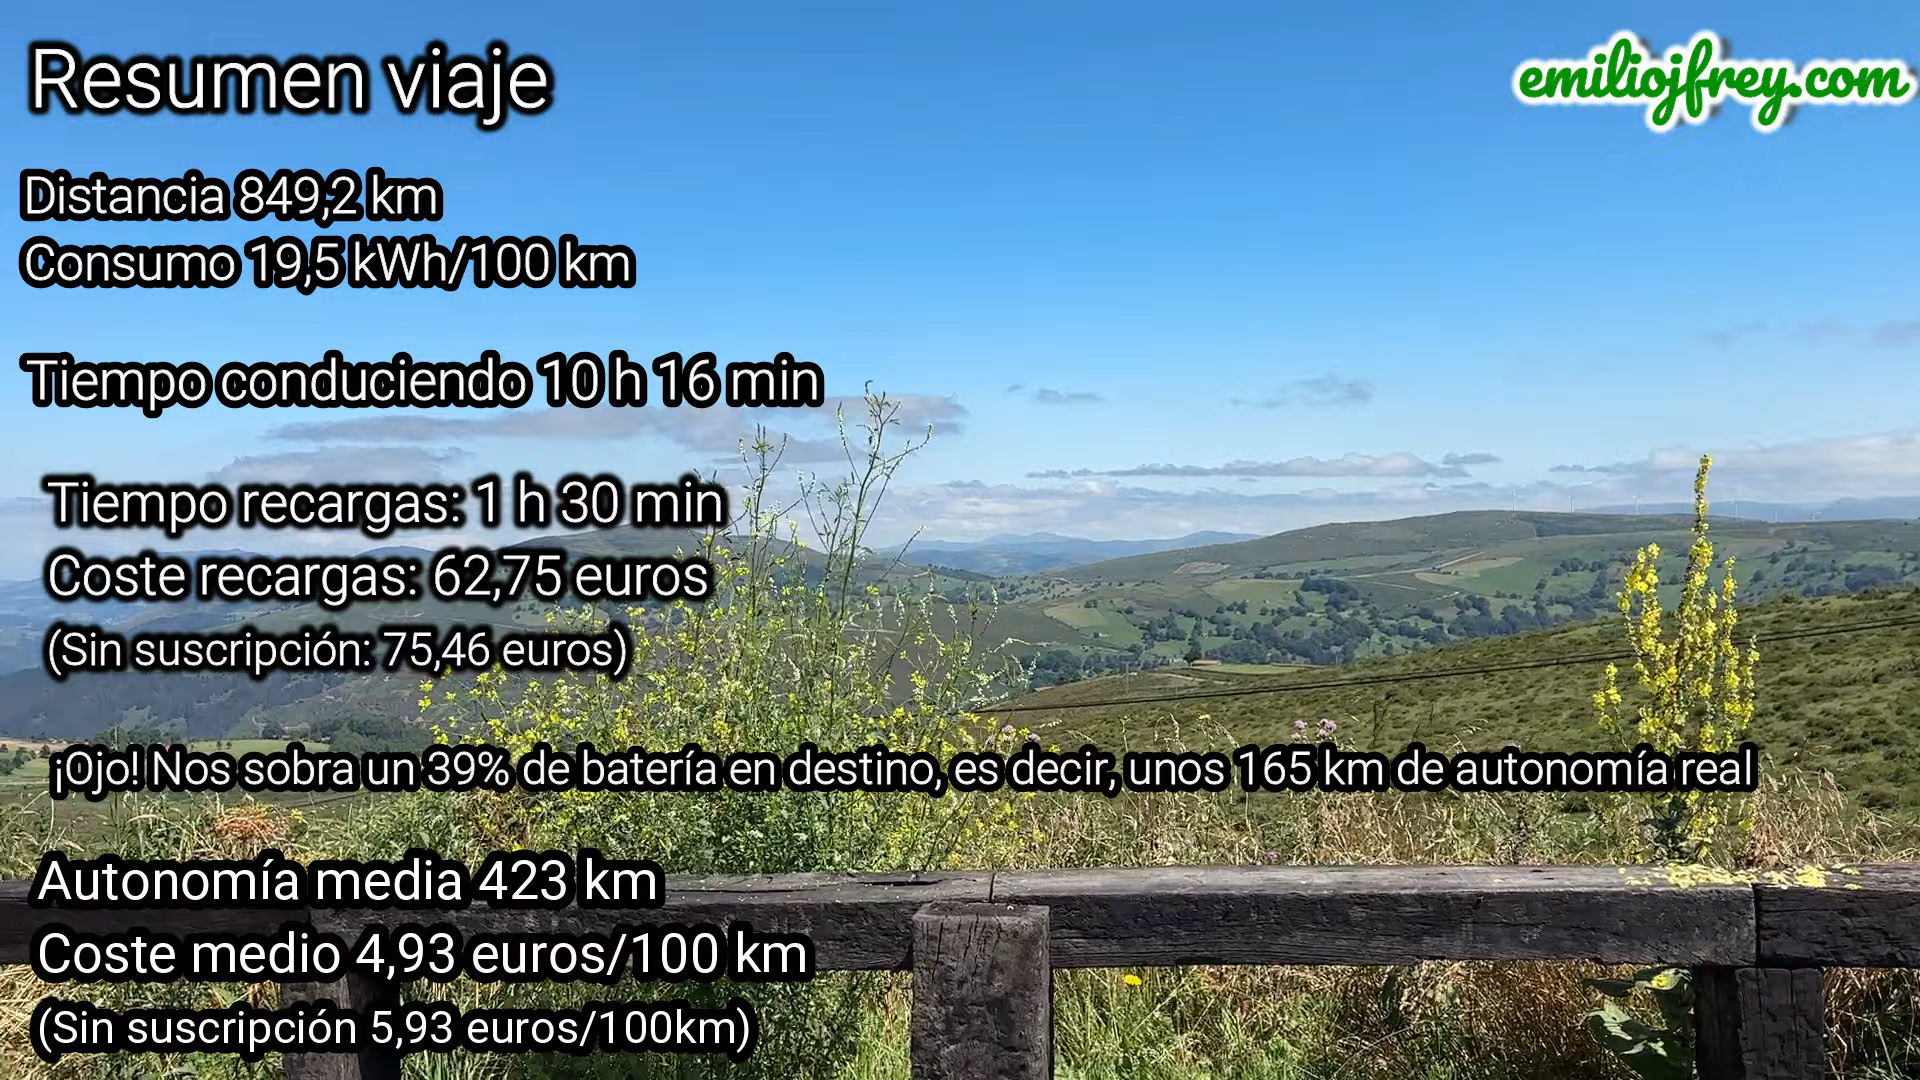 Resumen viaje
emiliojfrey.com
Distancia 849,2 km
Consumo 19,5 kWh/100 km
Tiempo conduciendo 10 h 16 min
Tiempo recargas: 1 h 30 min
Coste recargas: 62,75 euros
(Sin suscripción: 75,46 euros)
¡Ojo! Nos sobra un 39% de batería en destino, es decir, unos 165 km de autonomía real
Autonomía media 423 km
Coste medio 4,93 euros/100 km
(Sin suscripción 5,93 euros/100km)